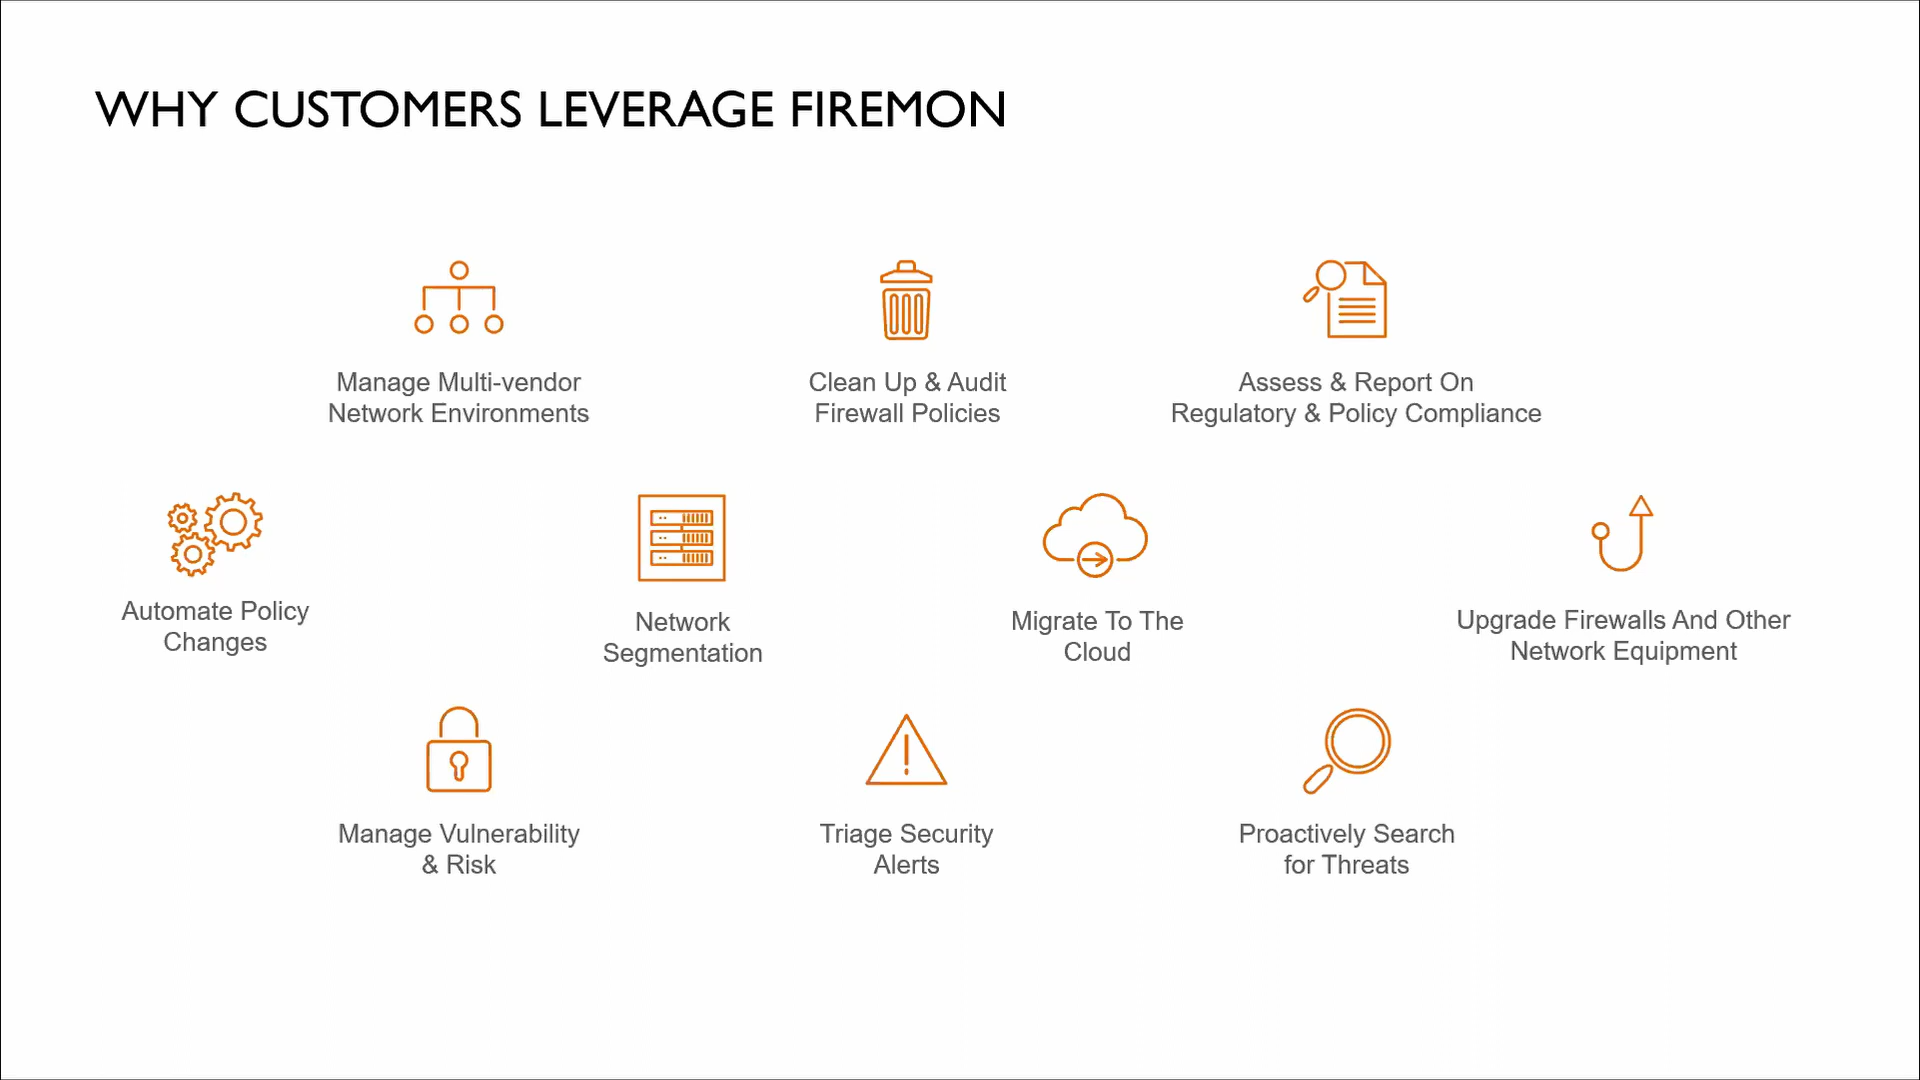 WHY CUSTOMERS LEVERAGE FIREMON
Manage Multi-vendor
Network Environments
Clean Up & Audit
Firewall Policies
Assess & Report On
Regulatory & Policy Compliance
Automate Policy
Changes
Network
Segmentation
Migrate To The
Cloud
Upgrade Firewalls And Other
Network Equipment
Manage Vulnerability
& Risk
Triage Security
Alerts
Proactively Search
for Threats